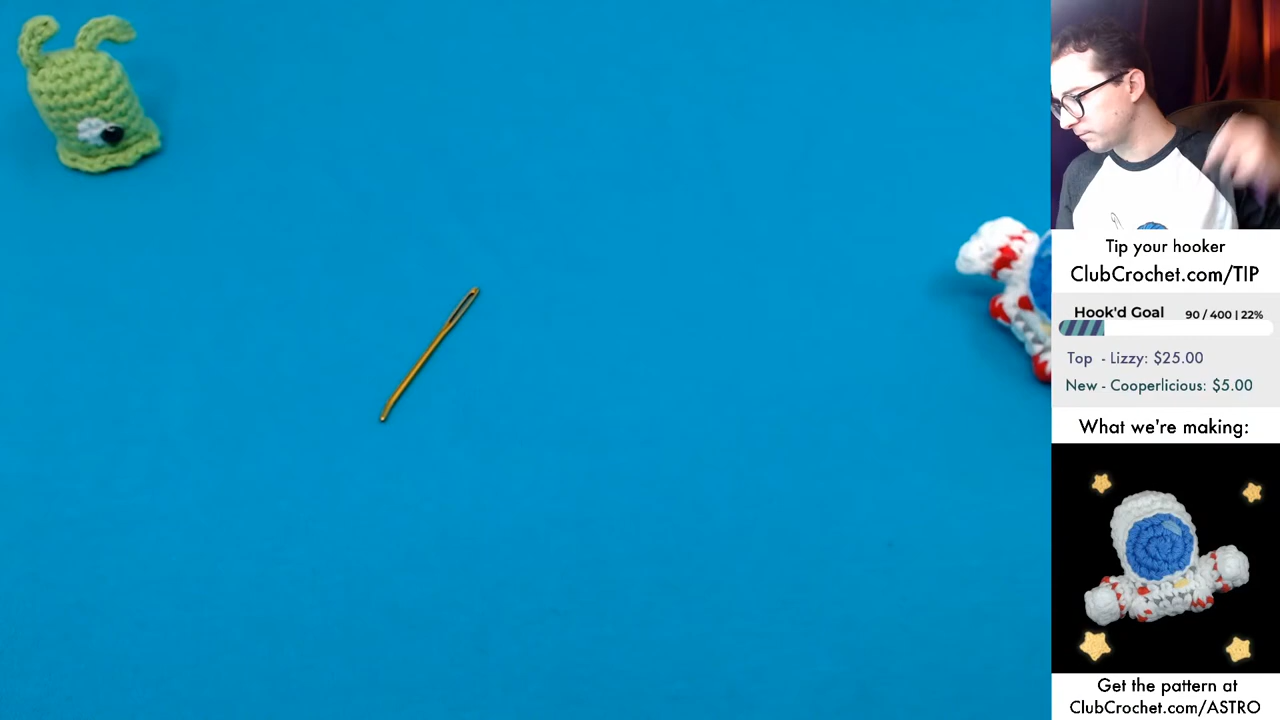 Tip your hooker
ClubCrochet.com/TIP
Hook'd Goal 90 / 400 | 22%
Top - Lizzy: $25.00
New - Cooperlicious: $5.00
What we're making:
Get the pattern at
ClubCrochet.com/ASTRO